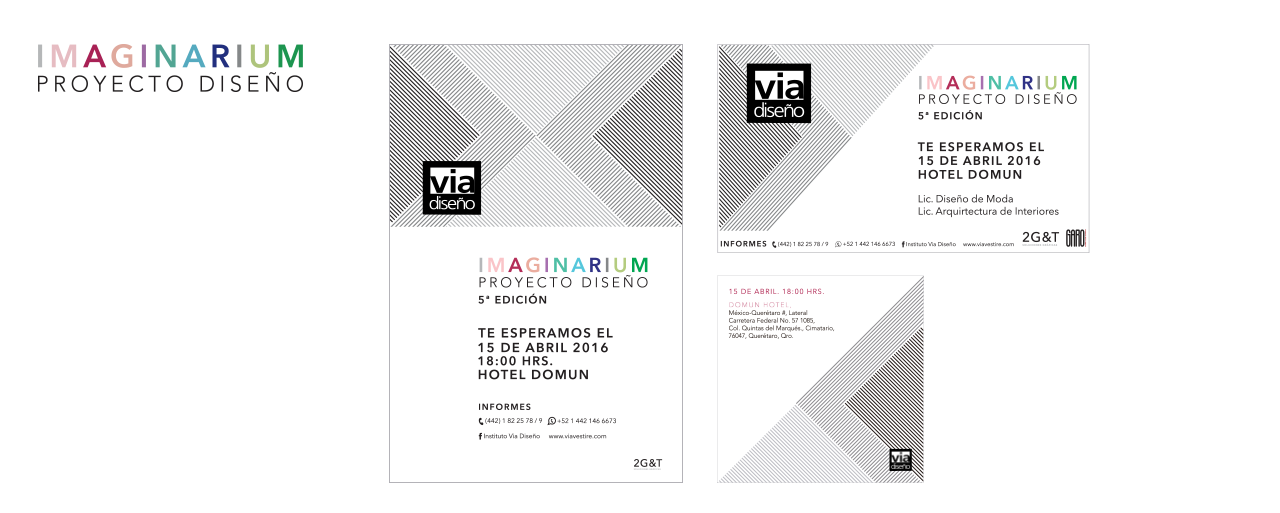 IMAGINARIUM
PROYECTO DISEÑO
via
diseño
IMAGINARIUM
PROYECTO DISEÑO
5ª EDICIÓN
TE ESPERAMOS EL
15 DE ABRIL 2016
18:00 HRS.
HOTEL DOMUN
INFORMES
(442) 1 82 25 78 / 9 +52 1 442 146 6673
Instituto Via Diseño www.viavestire.com
2G&T
via
diseño
IMAGINARIUM
PROYECTO DISEÑO
5ª EDICIÓN
TE ESPERAMOS EL
15 DE ABRIL 2016
HOTEL DOMUN
Lic. Diseño de Moda
Lic. Arquirtectura de Interiores
INFORMES (442) 1 82 25 78 / 9 +52 1 442 146 6673 Instituto Via Diseño www.viavestire.com 2G&T
15 DE ABRIL. 18:00 HRS.
DOMUN HOTEL,
México-Querétaro #, Lateral
Carretera Federal No. 57 1085,
Col. Quintas del Marqués., Cimatario,
76047, Querétaro, Qro.
via
diseño